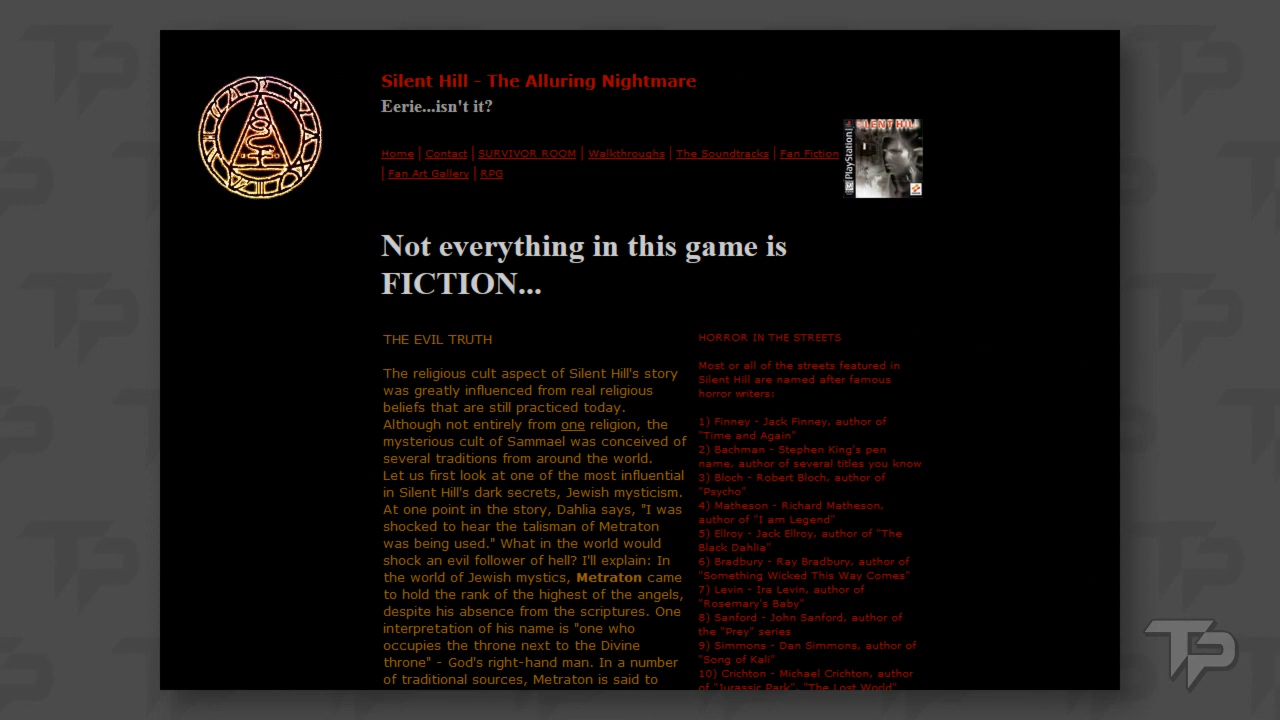 Silent Hill - The Alluring Nightmare
Eerie...isn't it?
Home | Contact | SURVIVOR ROOM | Walkthroughs | The Soundtracks | Fan Fiction
| Fan Art Gallery | RPG
SILENT HILL
PlayStation
Not everything in this game is
FICTION...
THE EVIL TRUTH
The religious cult aspect of Silent Hill's story
was greatly influenced from real religious
beliefs that are still practiced today.
Although not entirely from one religion, the
mysterious cult of Sammael was conceived of
several traditions from around the world.
Let us first look at one of the most influential
in Silent Hill's dark secrets, Jewish mysticism.
At one point in the story, Dahlia says, "I was
shocked to hear the talisman of Metraton
was being used." What in the world would
shock an evil follower of hell? I'll explain: In
the world of Jewish mystics, Metraton came
to hold the rank of the highest of the angels,
despite his absence from the scriptures. One
interpretation of his name is "one who
occupies the throne next to the Divine
throne" - God's right-hand man. In a number
of traditional sources, Metraton is said to
HORROR IN THE STREETS
Most or all of the streets featured in
Silent Hill are named after famous
horror writers:
1) Finney - Jack Finney, author of
"Time and Again"
2) Bachman - Stephen King's pen
name, author of several titles you know
3) Bloch - Robert Bloch, author of
"Psycho"
4) Matheson - Richard Matheson,
author of "I am Legend"
5) Ellroy - Jack Ellroy, author of "The
Black Dahlia"
6) Bradbury - Ray Bradbury, author of
"Something Wicked This Way Comes"
7) Levin - Ira Levin, author of
"Rosemary's Baby"
8) Sanford - John Sanford, author of
the "Prey" series
9) Simmons - Dan Simmons, author of
"Song of Kali"
10) Crichton - Michael Crichton, author
of "Jurassic Park", "The Lost World"
TP